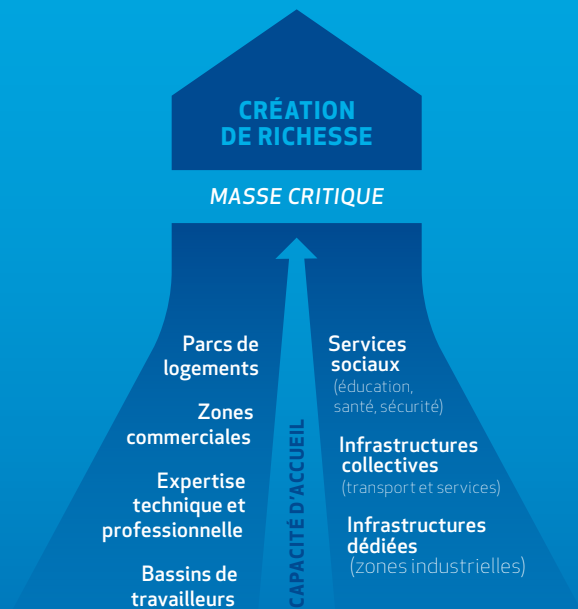 CRÉATION
DE RICHESSE
MASSE CRITIQUE
Parcs de
logements
Zones
commerciales
Expertise
technique et
professionnelle
Bassins de
travailleurs
CAPACITÉ D'ACCUEIL
Services
sociaux
(éducation,
santé, sécurité)
Infrastructures
collectives
(transport et services)
Infrastructures
dédiées
(zones industrielles)